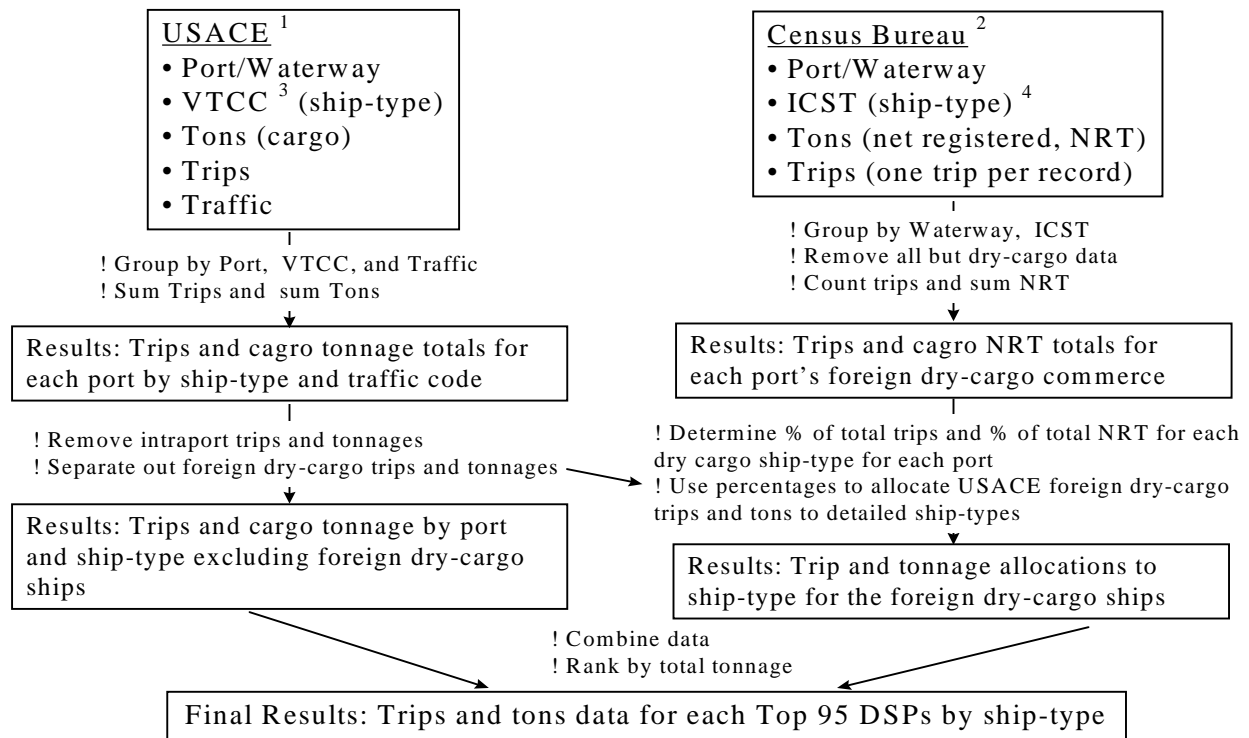 USACE 1
• Port/Waterway
• VTCC 3 (ship-type)
• Tons (cargo)
• Trips
• Traffic
Census Bureau 2
• Port/Waterway
• ICST (ship-type) 4
• Tons (net registered, NRT)
• Trips (one trip per record)
! Group by Port, VTCC, and Traffic
! Sum Trips and sum Tons
! Group by Waterway, ICST
! Remove all but dry-cargo data
! Count trips and sum NRT
Results: Trips and cagro tonnage totals for
each port by ship-type and traffic code
Results: Trips and cagro NRT totals for
each port’s foreign dry-cargo commerce
! Remove intraport trips and tonnages
! Separate out foreign dry-cargo trips and tonnages
! Determine % of total trips and % of total NRT for each
dry cargo ship-type for each port
! Use percentages to allocate USACE foreign dry-cargo
trips and tons to detailed ship-types
Results: Trips and cargo tonnage by port
and ship-type excluding foreign dry-cargo
ships
Results: Trip and tonnage allocations to
ship-type for the foreign dry-cargo ships
! Combine data
! Rank by total tonnage
Final Results: Trips and tons data for each Top 95 DSPs by ship-type